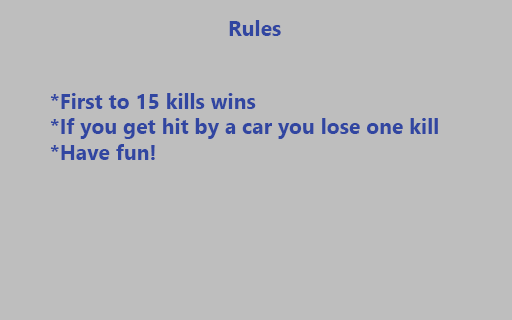 Rules
*First to 15 kills wins
*If you get hit by a car you lose one kill
*Have fun!